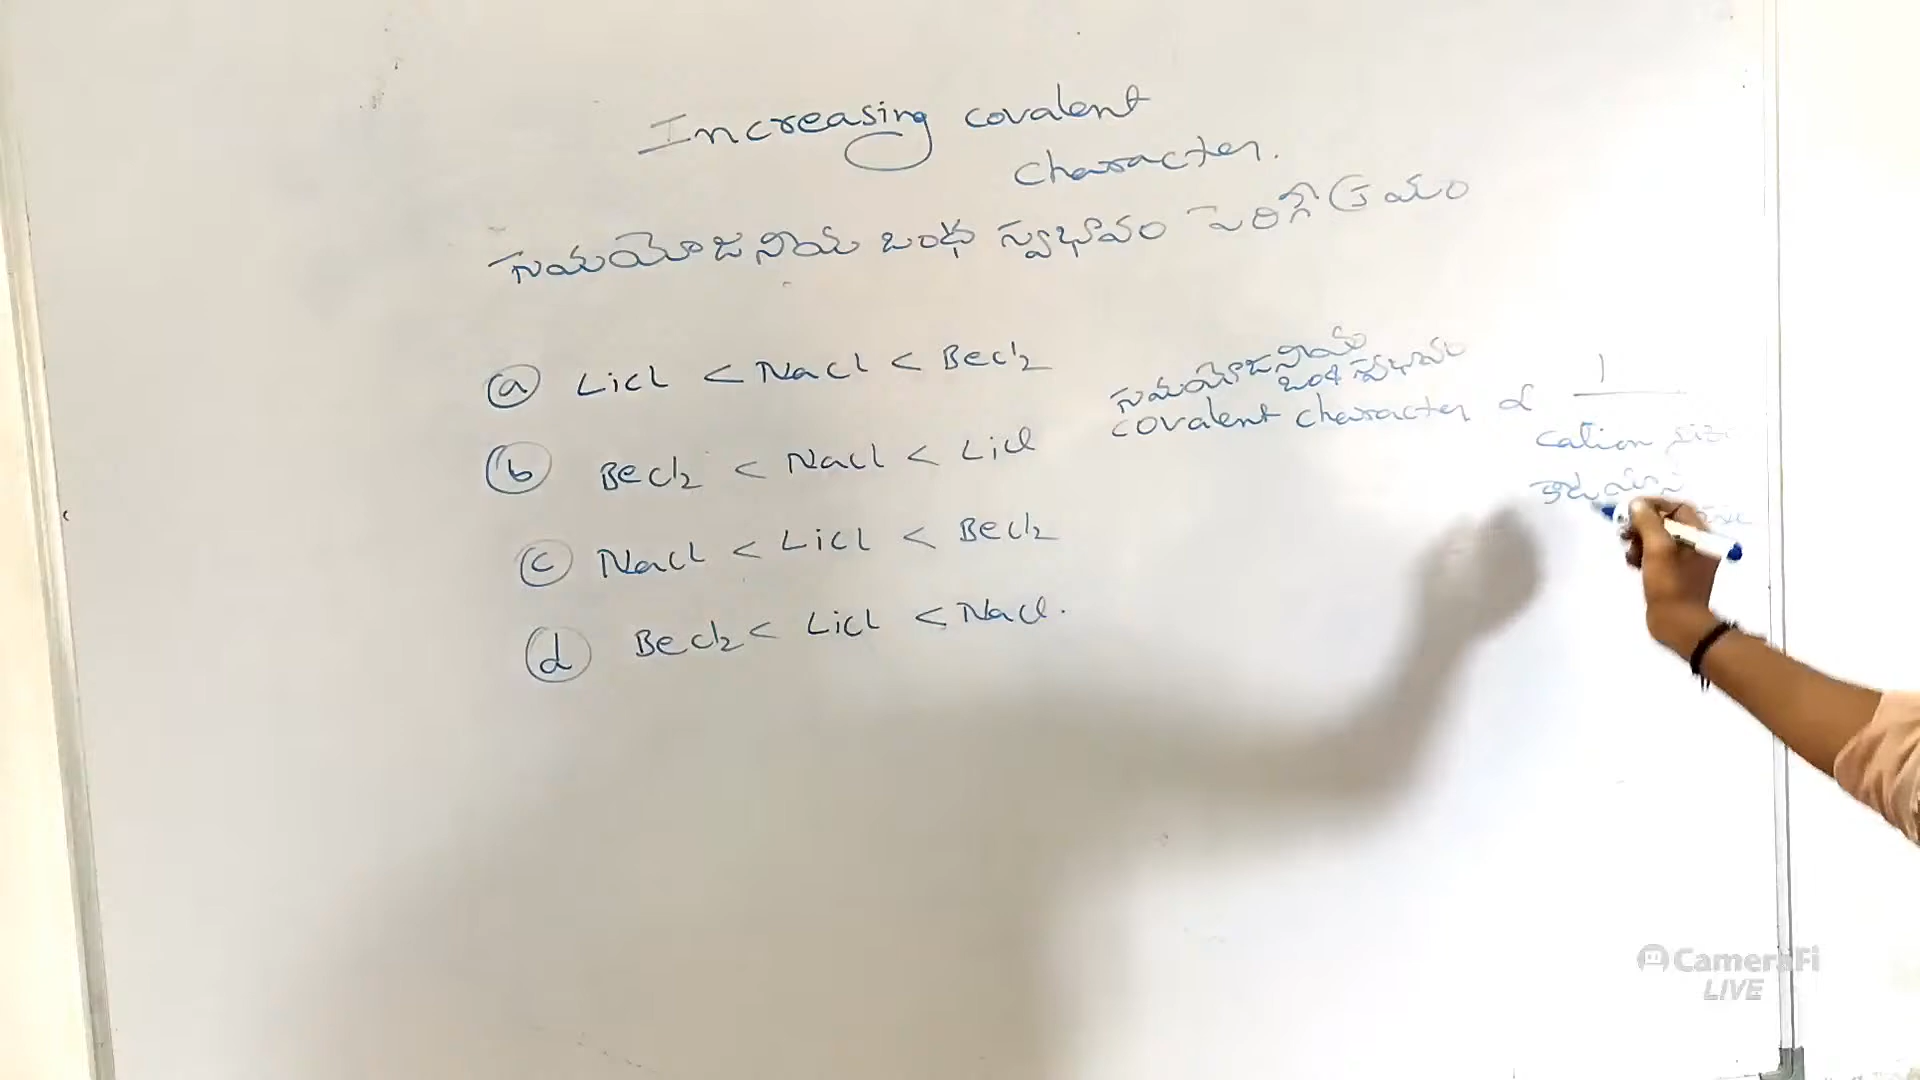 Increasing covalent
character.
సమయోజనీయ బంధ స్వభావం పెరిగే క్రమం
(a) LiCl < NaCl < BeCl2
(b) BeCl2 < NaCl < LiCl
(c) NaCl < LiCl < BeCl2
(d) BeCl2 < LiCl < NaCl.
సమయోజనీయ
బంధ స్వభావం
covalent character ∝ 1
cation size
CameraFi
LIVE